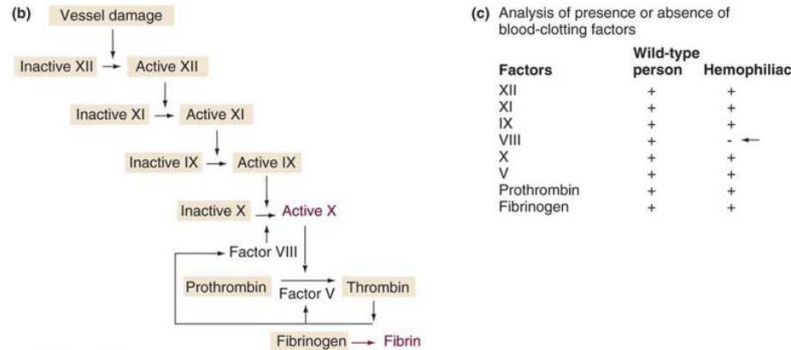 (b)
Vessel damage
Inactive XII Active XII
Inactive XI Active XI
Inactive IX Active IX
Inactive X Active X
Factor VIII
Prothrombin Factor V Thrombin
Fibrinogen Fibrin
(c) Analysis of presence or absence of
blood-clotting factors
Wild-type
Factors person Hemophiliac
XII + +
XI + +
IX + +
VIII + -
X + +
V + +
Prothrombin + +
Fibrinogen + +